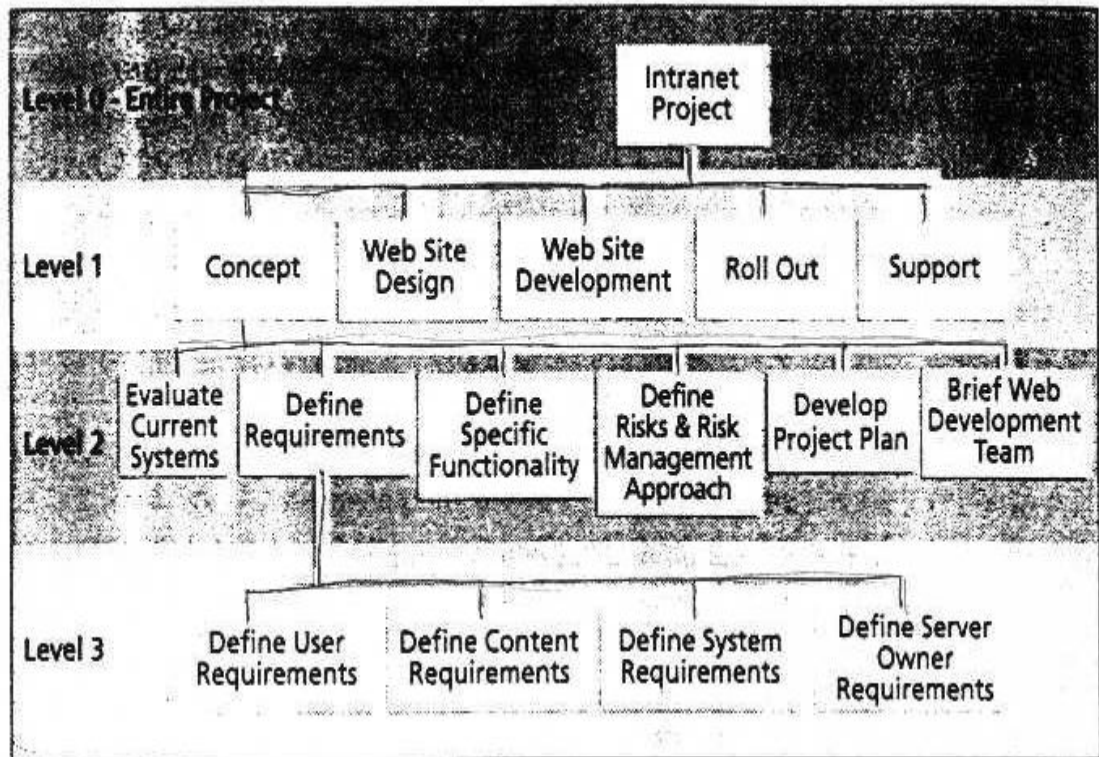 Level 0 - Entire Project
Intranet
Project
Level 1
Concept
Web Site
Design
Web Site
Development
Roll Out
Support
Level 2
Evaluate
Current
Systems
Define
Requirements
Define
Specific
Functionality
Define
Risks & Risk
Management
Approach
Develop
Project Plan
Brief Web
Development
Team
Level 3
Define User
Requirements
Define Content
Requirements
Define System
Requirements
Define Server
Owner
Requirements